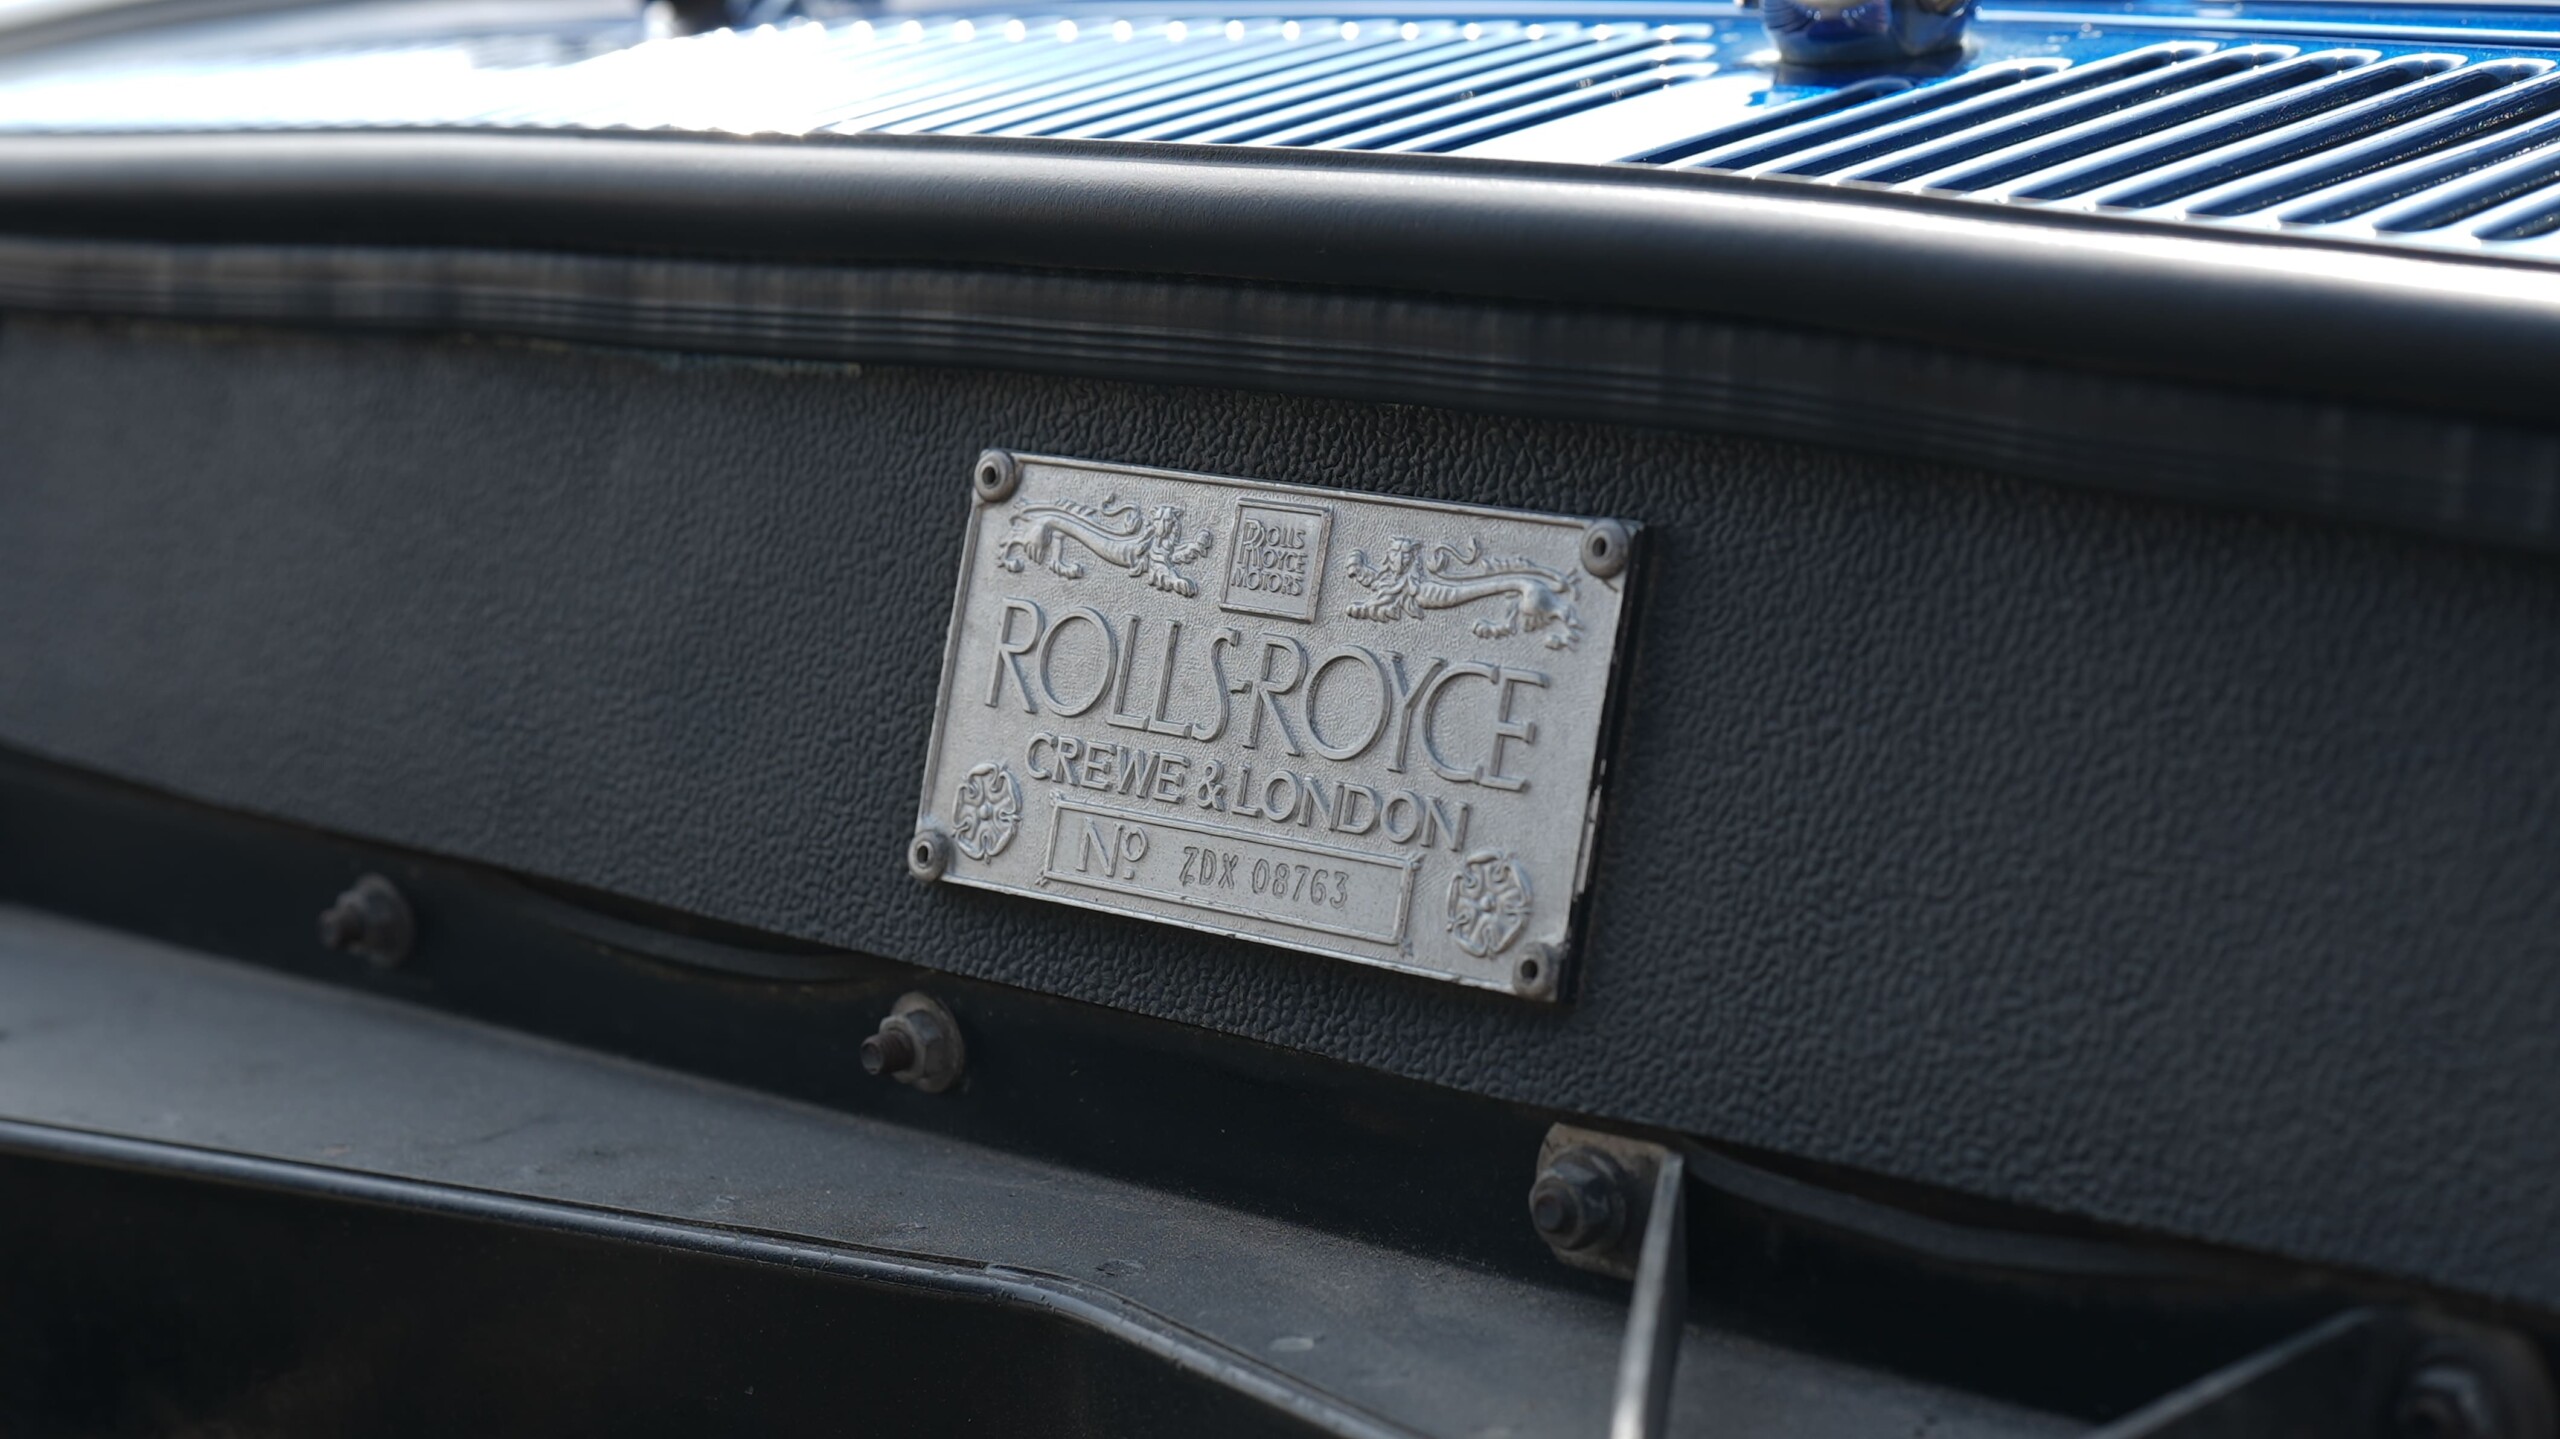 ROLLS
ROYCE
MOTORS
ROLLS-ROYCE
CREWE & LONDON
Nº ZDX 08763